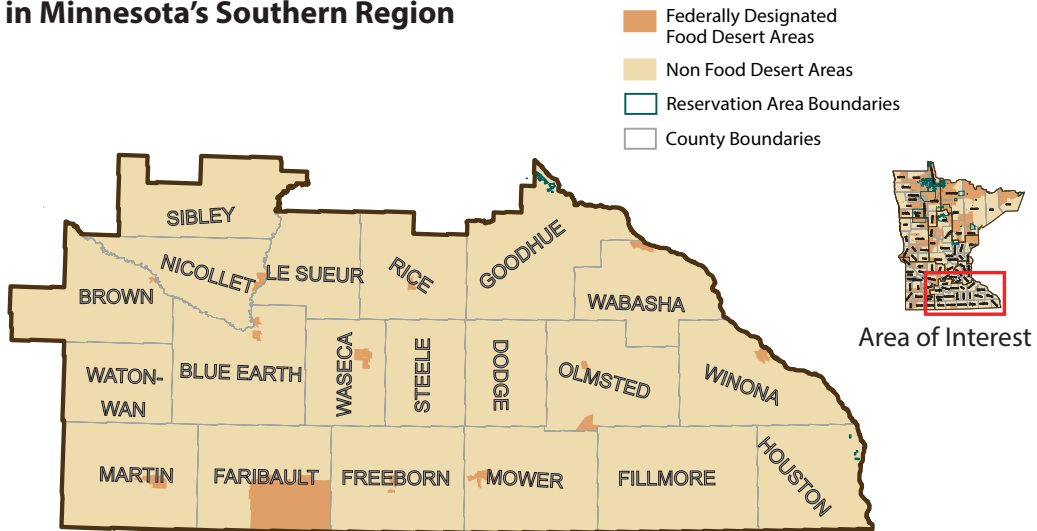 in Minnesota's Southern Region
Federally Designated
Food Desert Areas
Non Food Desert Areas
Reservation Area Boundaries
County Boundaries
SIBLEY
NICOLLET
LE SUEUR
RICE
GOODHUE
BROWN
WABASHA
Area of Interest
WATON-
WAN
BLUE EARTH
WASECA
STEELE
DODGE
OLMSTED
WINONA
MARTIN
FARIBAULT
FREEBORN
MOWER
FILLMORE
HOUSTON